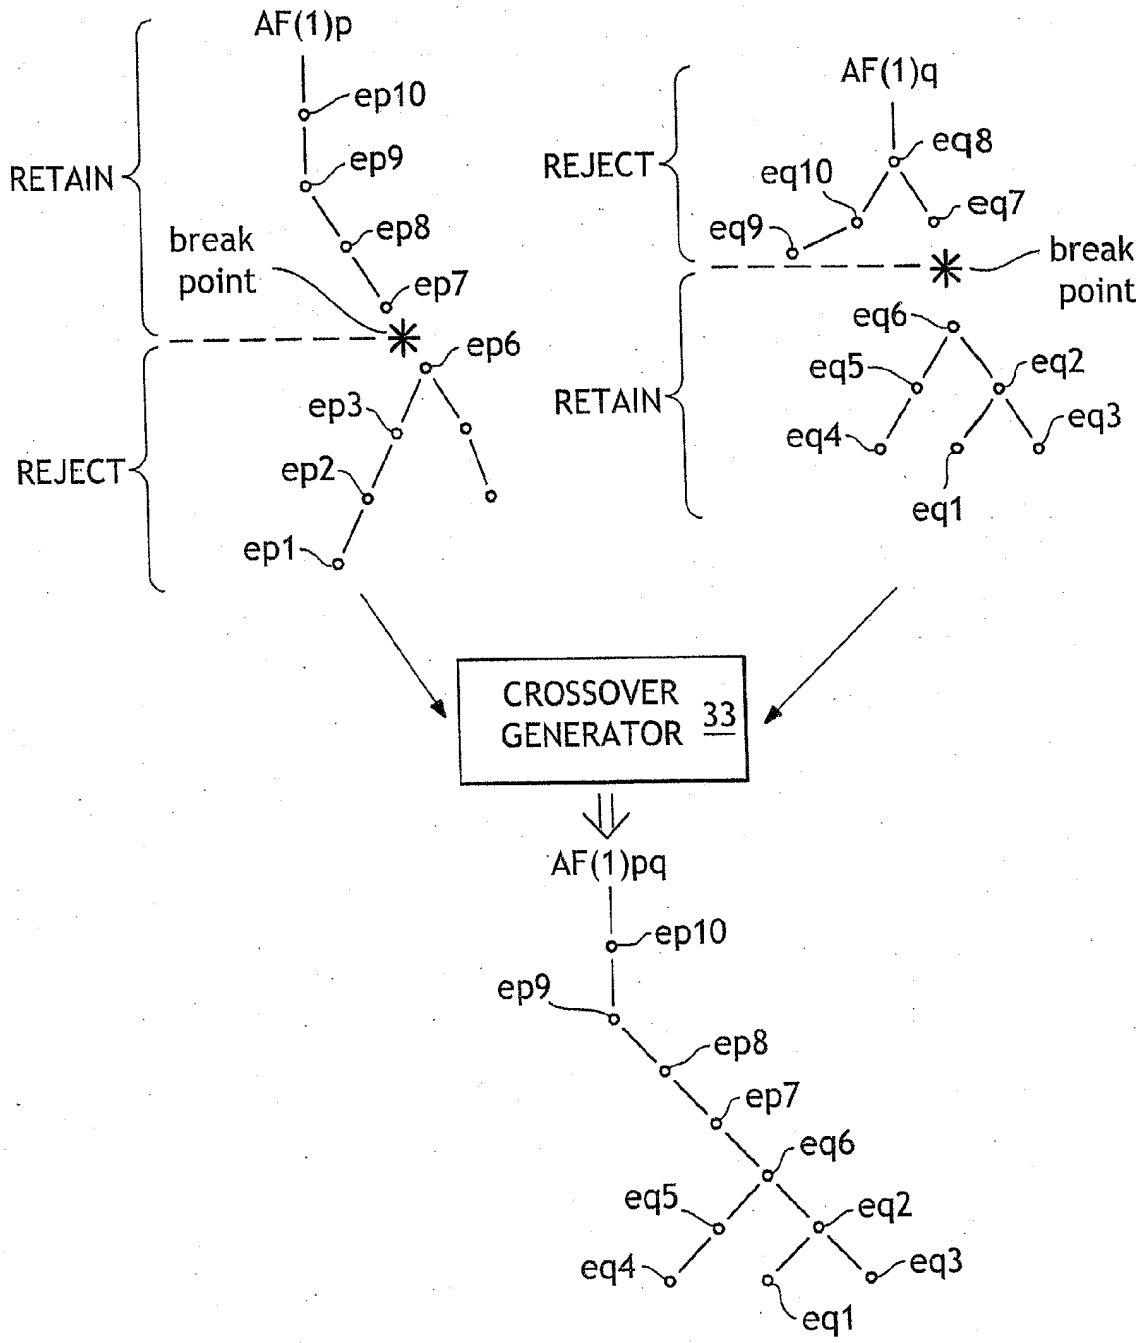 AF(1)p
ep10
ep9
RETAIN
ep8
break
point
ep7
ep6
ep3
REJECT
ep2
ep1
AF(1)q
eq8
REJECT
eq10
eq7
eq9
break
point
eq6
eq5
eq2
RETAIN
eq4
eq3
eq1
CROSSOVER
GENERATOR 33
AF(1)pq
ep10
ep9
ep8
ep7
eq6
eq5
eq2
eq4
eq3
eq1